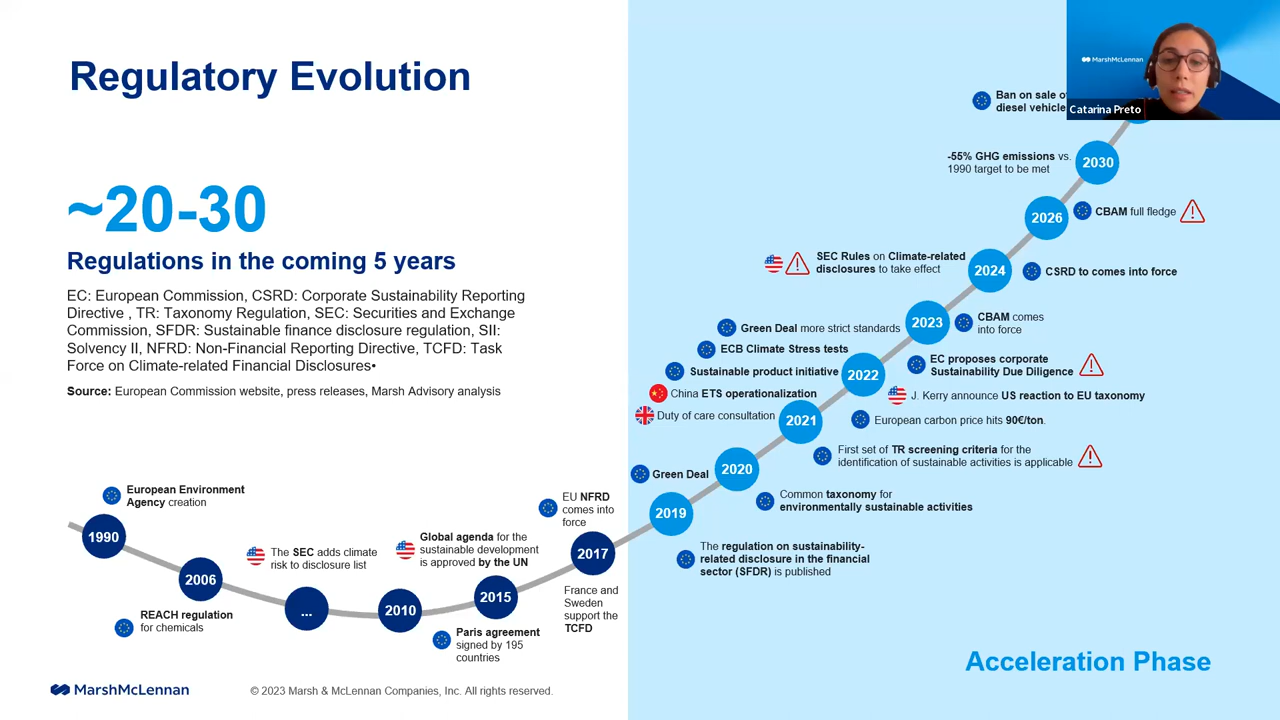 Regulatory Evolution
~20-30
Regulations in the coming 5 years
EC: European Commission, CSRD: Corporate Sustainability Reporting
Directive , TR: Taxonomy Regulation, SEC: Securities and Exchange
Commission, SFDR: Sustainable finance disclosure regulation, SII:
Solvency II, NFRD: Non-Financial Reporting Directive, TCFD: Task
Force on Climate-related Financial Disclosures•
Source: European Commission website, press releases, Marsh Advisory analysis
1990
European Environment
Agency creation
2006
REACH regulation
for chemicals
...
The SEC adds climate
risk to disclosure list
2010
2015
Global agenda for the
sustainable development
is approved by the UN
Paris agreement
signed by 195
countries
2017
EU NFRD
comes into
force
France and
Sweden
support the
TCFD
2019
Green Deal
The regulation on sustainability-
related disclosure in the financial
sector (SFDR) is published
2020
Common taxonomy for
environmentally sustainable activities
2021
Duty of care consultation
China ETS operationalization
First set of TR screening criteria for the
identification of sustainable activities is applicable
2022
Sustainable product initiative
ECB Climate Stress tests
Green Deal more strict standards
EC proposes corporate
Sustainability Due Diligence
J. Kerry announce US reaction to EU taxonomy
European carbon price hits 90€/ton.
2023
CBAM comes
into force
2024
SEC Rules on Climate-related
disclosures to take effect
CSRD to comes into force
2026
CBAM full fledge
2030
-55% GHG emissions vs.
1990 target to be met
Ban on sale
diesel vehicle
MarshMcLennan
Catarina Preto
Acceleration Phase
MarshMcLennan
© 2023 Marsh & McLennan Companies, Inc. All rights reserved.